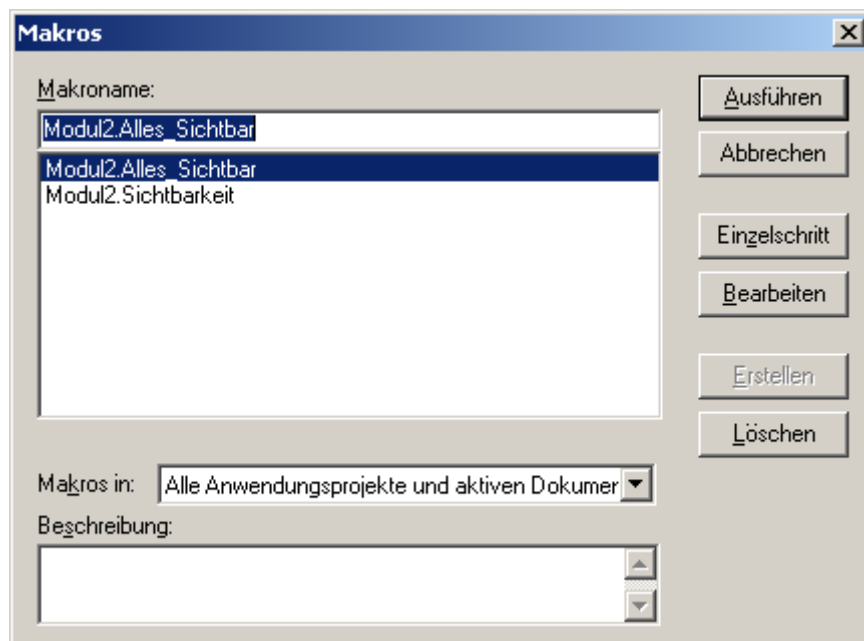 Makros
Makroname:
Modul2.Alles_Sichtbar
Modul2.Alles_Sichtbar
Modul2.Sichtbarkeit
Ausführen
Abbrechen
Einzelschritt
Bearbeiten
Erstellen
Löschen
Makros in: Alle Anwendungsprojekte und aktiven Dokumer
Beschreibung: